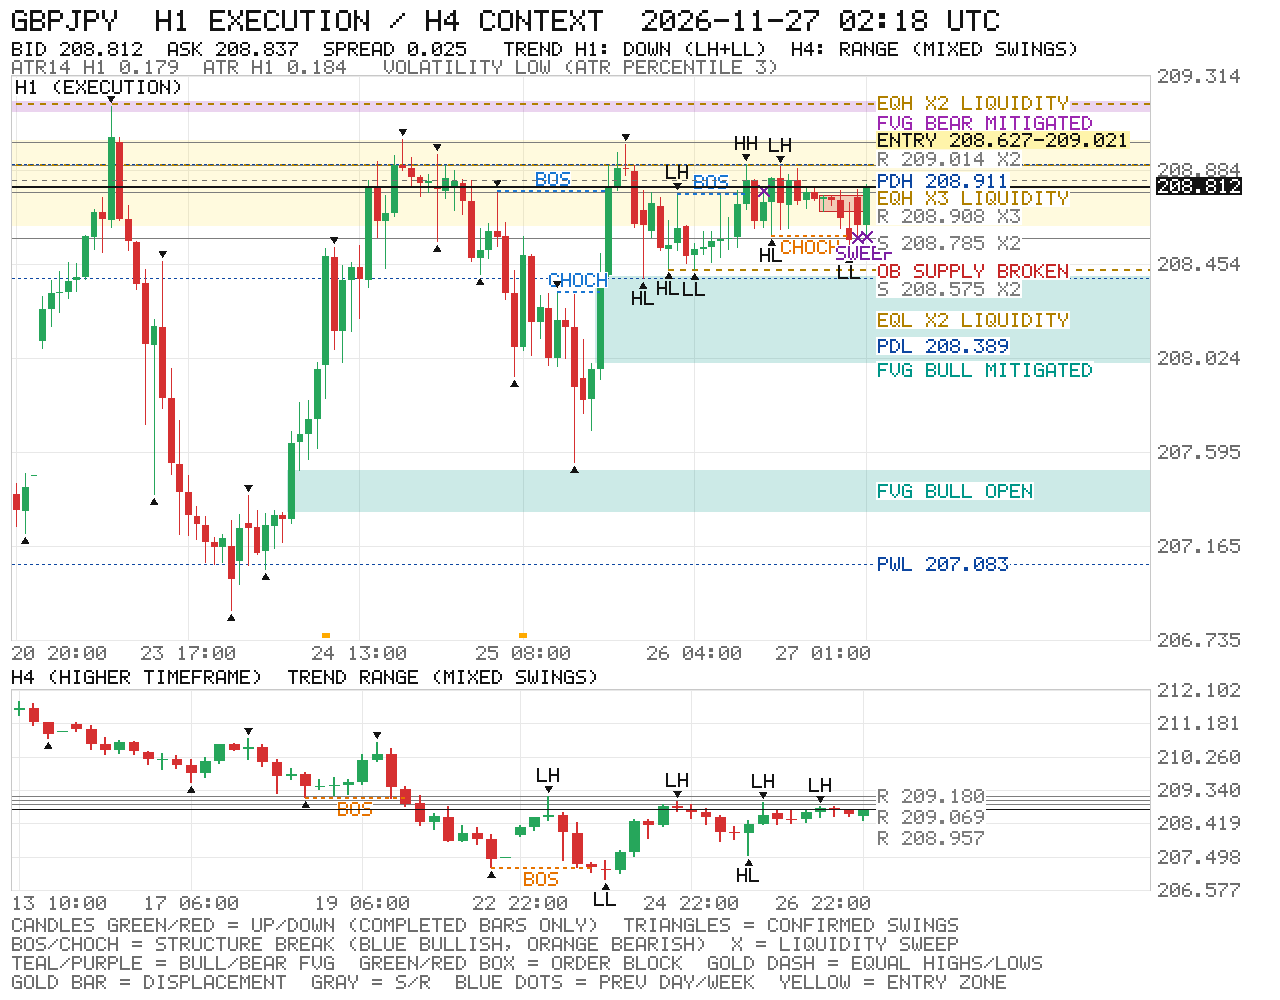 GBPJPY  H1 EXECUTION / H4 CONTEXT  2026-11-27 02:18 UTC
BID 208.812  ASK 208.837  SPREAD 0.025   TREND H1: DOWN (LH+LL)  H4: RANGE (MIXED SWINGS)
ATR14 H1 0.179  ATR H1 0.184   VOLATILITY LOW (ATR PERCENTILE 3)
H1 (EXECUTION)
209.314
EQH X2 LIQUIDITY
FVG BEAR MITIGATED
ENTRY 208.627-209.021
HH LH
R 209.014 X2
208.884
LH
BOS
BOS
PDH 208.911
208.812
EQH X3 LIQUIDITY
R 208.908 X3
S 208.785 X2
CHOCH
HL
SWEEP
208.454
OB SUPPLY BROKEN
LL
CHOCH
HL
HL
LL
S 208.575 X2
EQL X2 LIQUIDITY
PDL 208.389
208.024
FVG BULL MITIGATED
207.595
FVG BULL OPEN
207.165
PWL 207.083
206.735
20 20:00
23 17:00
24 13:00
25 08:00
26 04:00
27 01:00
H4 (HIGHER TIMEFRAME)  TREND RANGE (MIXED SWINGS)
212.102
211.181
210.260
209.340
208.419
207.498
206.577
LH
LH
LH
LH
R 209.180
R 209.069
R 208.957
BOS
BOS
HL
LL
13 10:00
17 06:00
19 06:00
22 22:00
24 22:00
26 22:00
CANDLES GREEN/RED = UP/DOWN (COMPLETED BARS ONLY)  TRIANGLES = CONFIRMED SWINGS
BOS/CHOCH = STRUCTURE BREAK (BLUE BULLISH, ORANGE BEARISH)  X = LIQUIDITY SWEEP
TEAL/PURPLE = BULL/BEAR FVG  GREEN/RED BOX = ORDER BLOCK  GOLD DASH = EQUAL HIGHS/LOWS
GOLD BAR = DISPLACEMENT  GRAY = S/R  BLUE DOTS = PREV DAY/WEEK  YELLOW = ENTRY ZONE